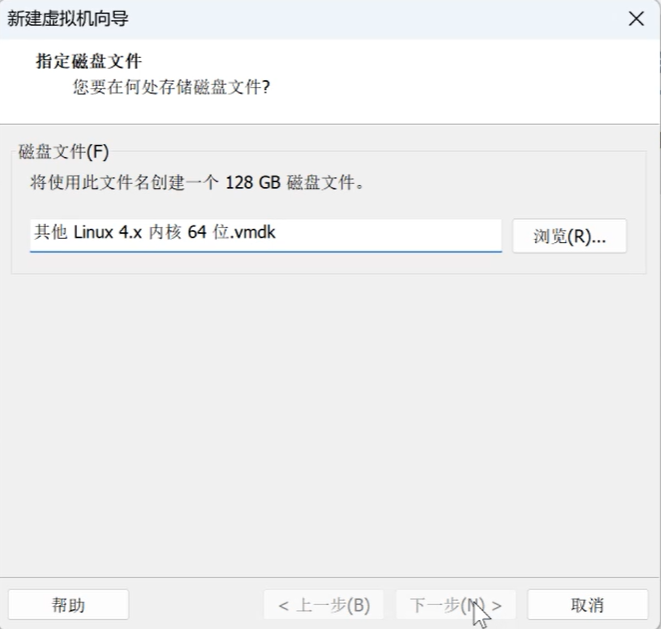 新建虚拟机向导
指定磁盘文件
您要在何处存储磁盘文件?
磁盘文件(F)
将使用此文件名创建一个 128 GB 磁盘文件。
其他 Linux 4.x 内核 64 位.vmdk
浏览(R)...
帮助
< 上一步(B)
下一步(N) >
取消